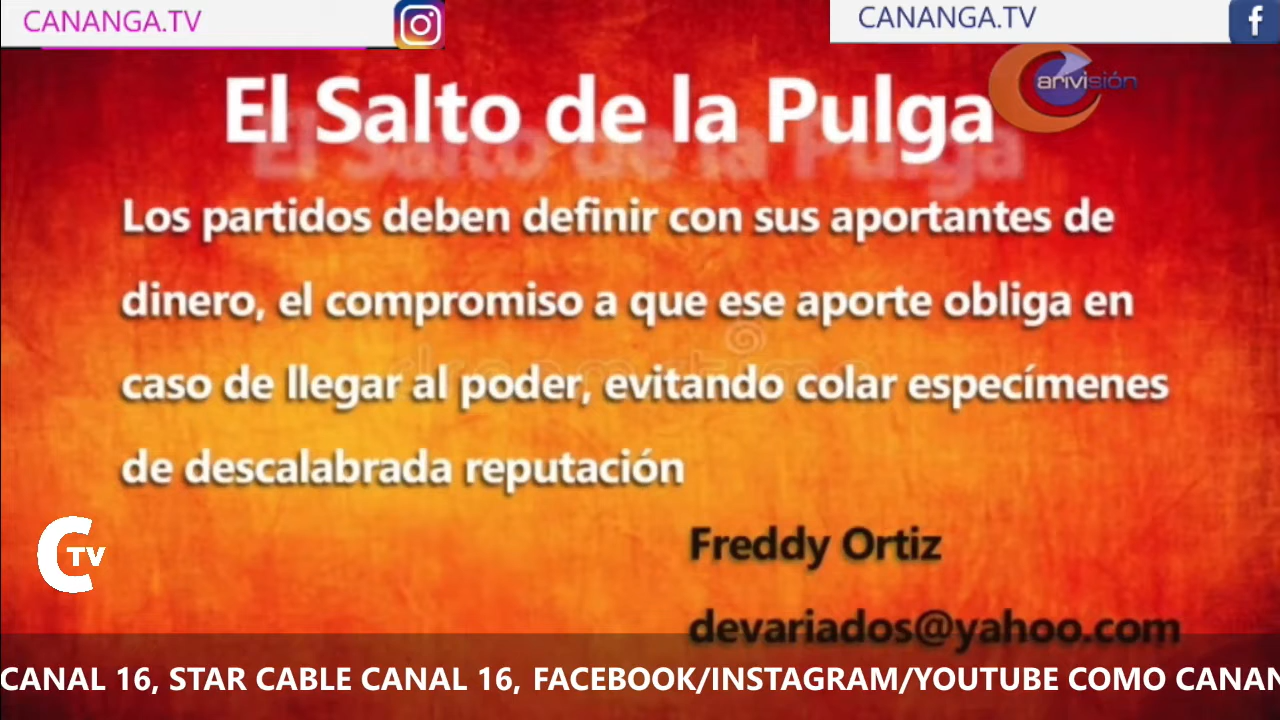 CANANGA.TV
CANANGA.TV
arivisión
El Salto de la Pulga
Los partidos deben definir con sus aportantes de
dinero, el compromiso a que ese aporte obliga en
caso de llegar al poder, evitando colar específmenes
de descalabrada reputación
Freddy Ortiz
devariados@yahoo.com
CTV
CANAL 16, STAR CABLE CANAL 16, FACEBOOK/INSTAGRAM/YOUTUBE COMO CANAN